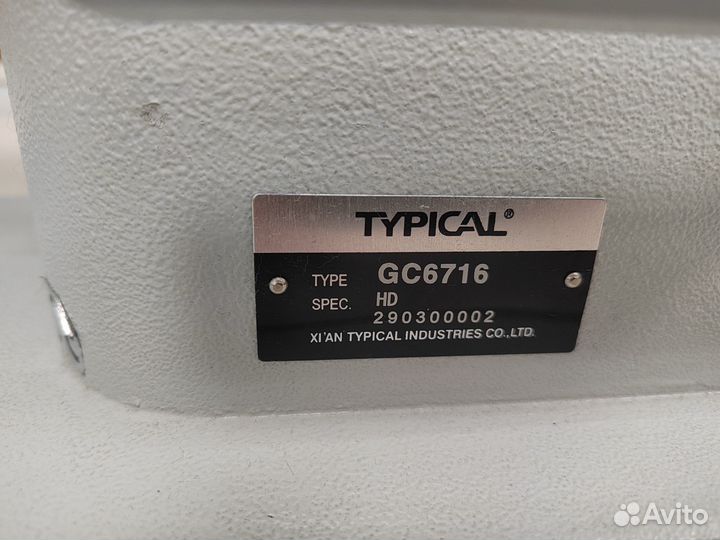 TYPICAL®
TYPE GC6716
SPEC. HD
290300002
XI'AN TYPICAL INDUSTRIES CO.,LTD.
Avito